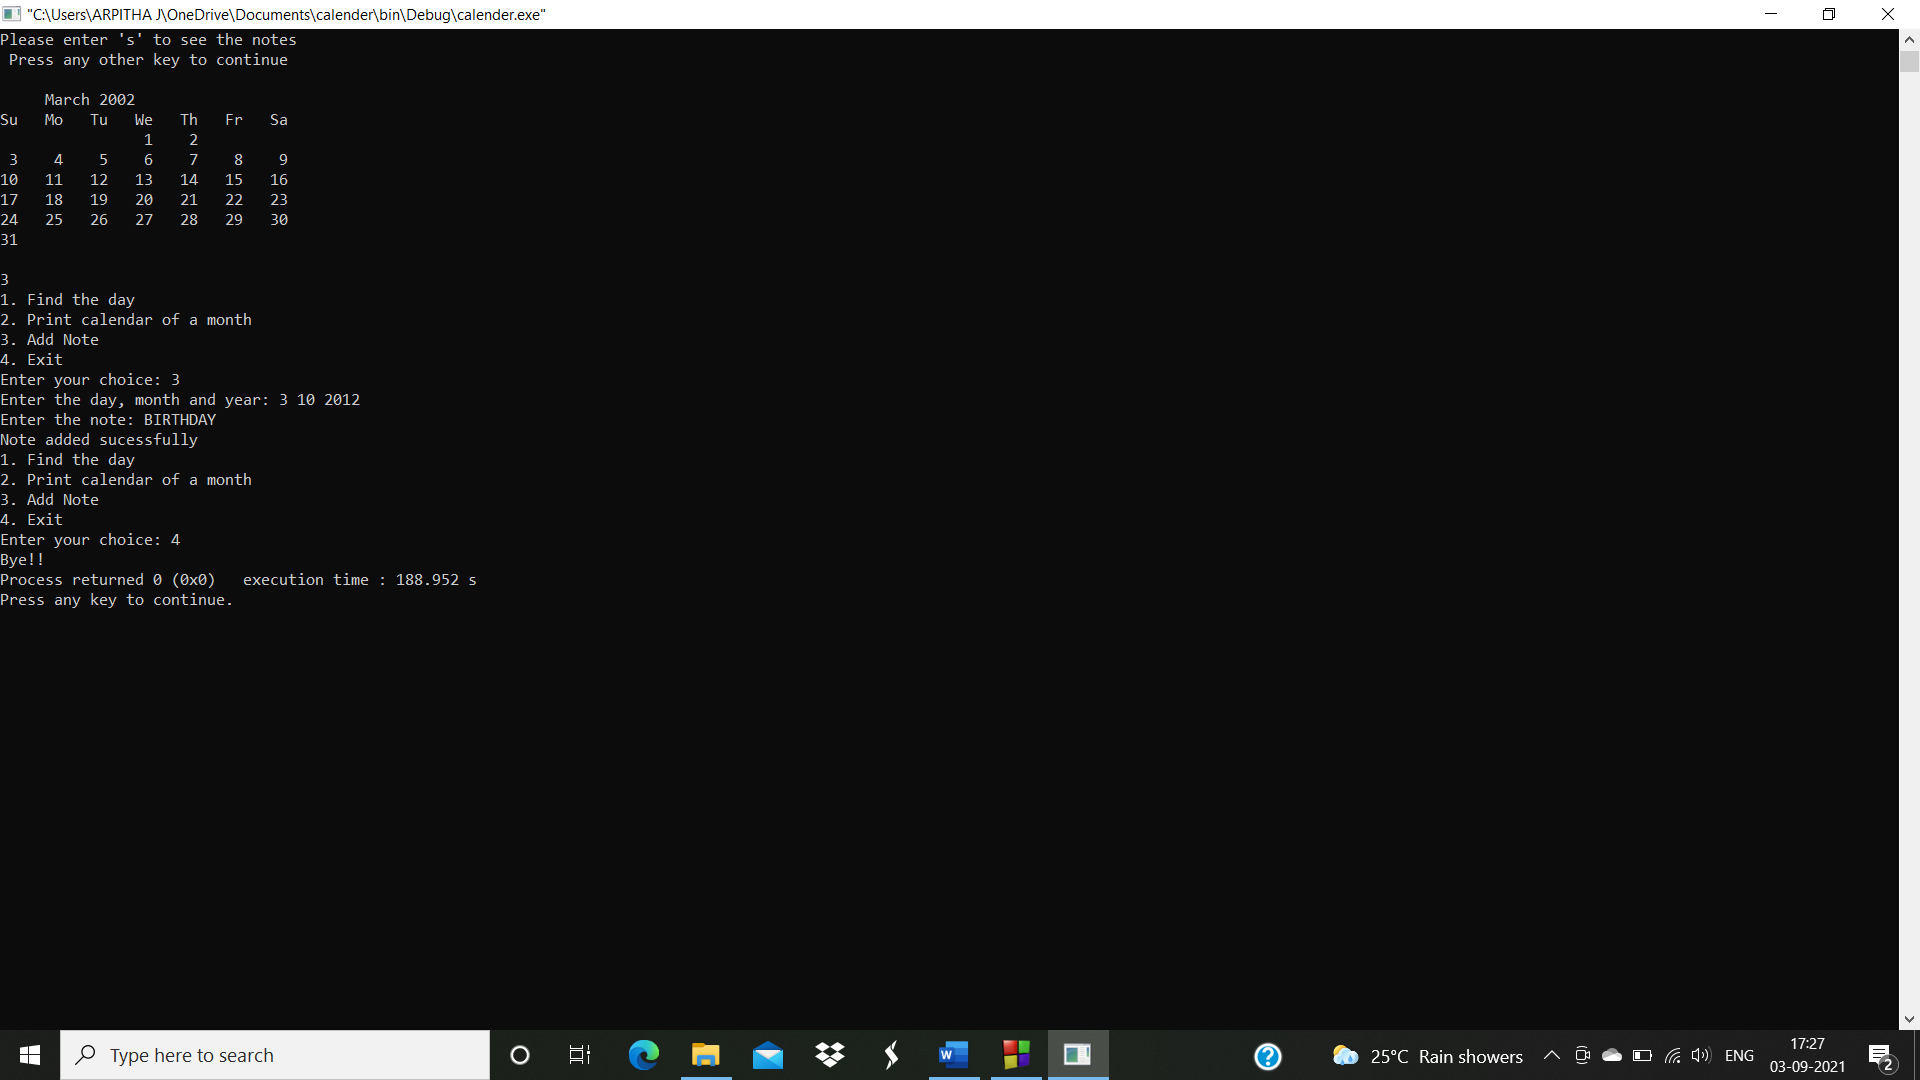 "C:\Users\ARPITHA J\OneDrive\Documents\calender\bin\Debug\calender.exe"
Please enter 's' to see the notes
 Press any other key to continue
     March 2002
Su   Mo   Tu   We   Th   Fr   Sa
                1    2
 3    4    5    6    7    8    9
10   11   12   13   14   15   16
17   18   19   20   21   22   23
24   25   26   27   28   29   30
31
3
1. Find the day
2. Print calendar of a month
3. Add Note
4. Exit
Enter your choice: 3
Enter the day, month and year: 3 10 2012
Enter the note: BIRTHDAY
Note added sucessfully
1. Find the day
2. Print calendar of a month
3. Add Note
4. Exit
Enter your choice: 4
Bye!!
Process returned 0 (0x0)   execution time : 188.952 s
Press any key to continue.
Type here to search
25°C Rain showers
ENG
17:27
03-09-2021
2